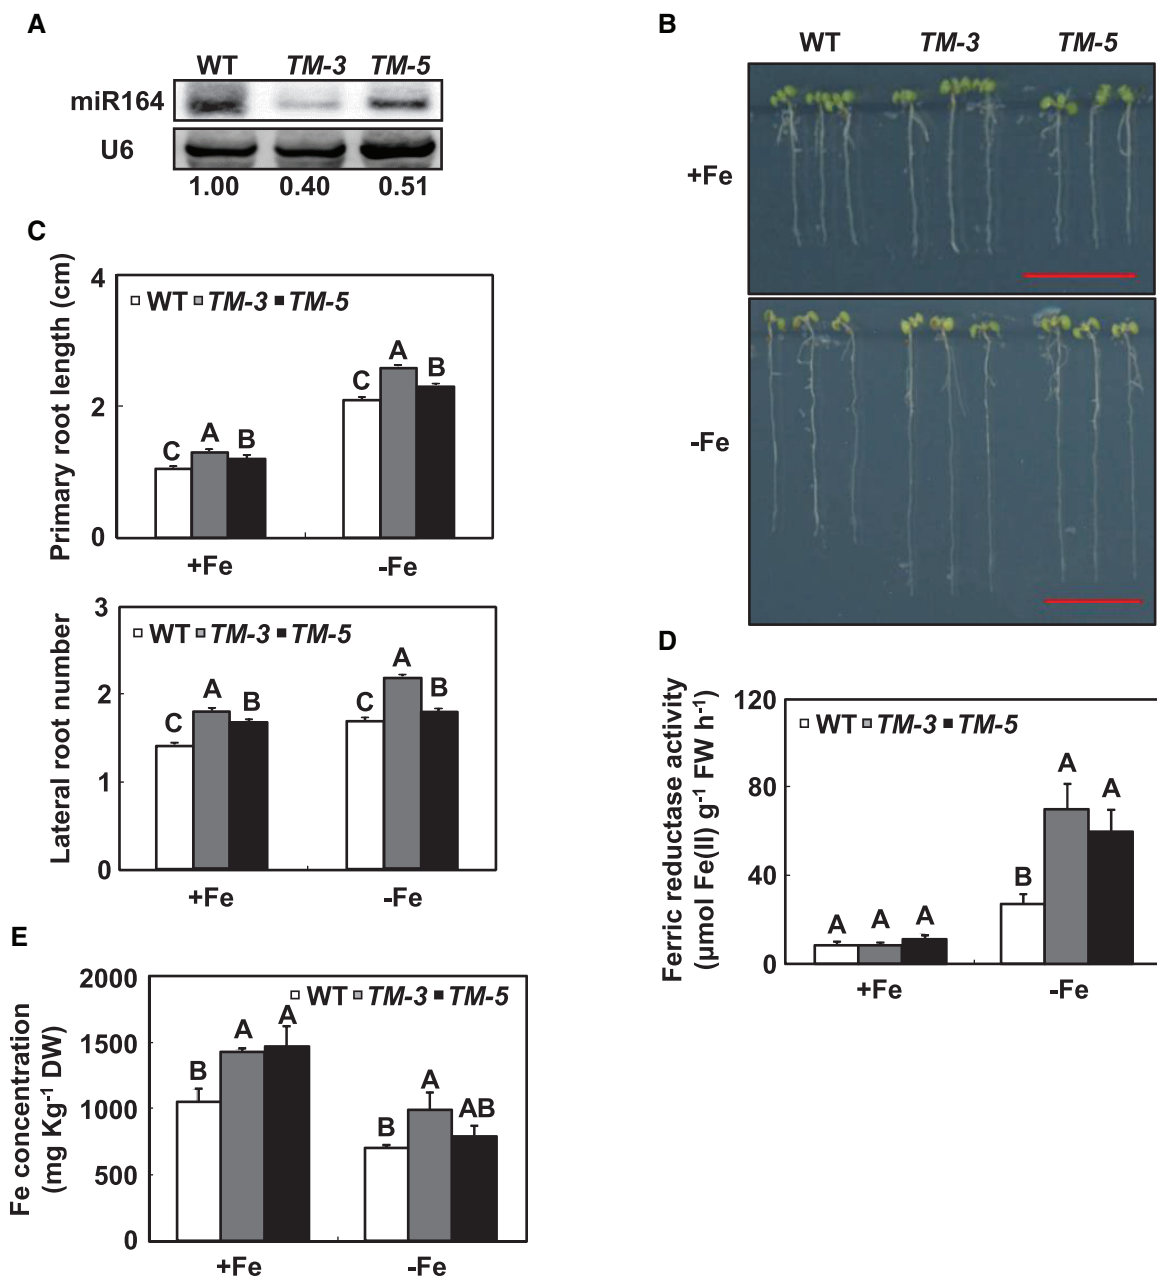 A
WT TM-3 TM-5
miR164
U6
1.00 0.40 0.51
B
WT TM-3 TM-5
+Fe
-Fe
C
Primary root length (cm)
4
2
0
WT TM-3 TM-5
C A B
C A B
+Fe -Fe
Lateral root number
3
2
1
0
WT TM-3 TM-5
C A B
C A B
+Fe -Fe
D
Ferric reductase activity
(μmol Fe(II) g-1 FW h-1)
120
80
40
0
WT TM-3 TM-5
A A A
B A A
+Fe -Fe
E
Fe concentration
(mg Kg-1 DW)
2000
1500
1000
500
0
WT TM-3 TM-5
B A A
B A AB
+Fe -Fe